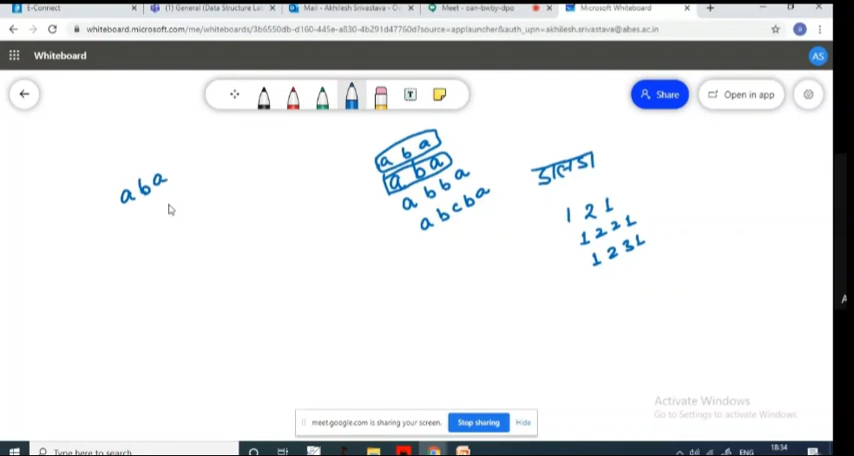 E-Connect
(1) General (Data Structure Lab
Mail - Akhilesh Srivastava - O
Meet - oan-bwby-dpo
Microsoft Whiteboard
whiteboard.microsoft.com/me/whiteboards/3b6550db-d160-445e-a830-4b291d47760d?source=applauncher&auth_upn=akhilesh.srivastava@abes.ac.in
Whiteboard
AS
T
Share
Open in app
aba
aba
aba
abba
abcba
डालडा
121
1221
1231
Activate Windows
Go to Settings to activate Windows.
meet.google.com is sharing your screen.
Stop sharing
Hide
Type here to search
ENG
18:34
A